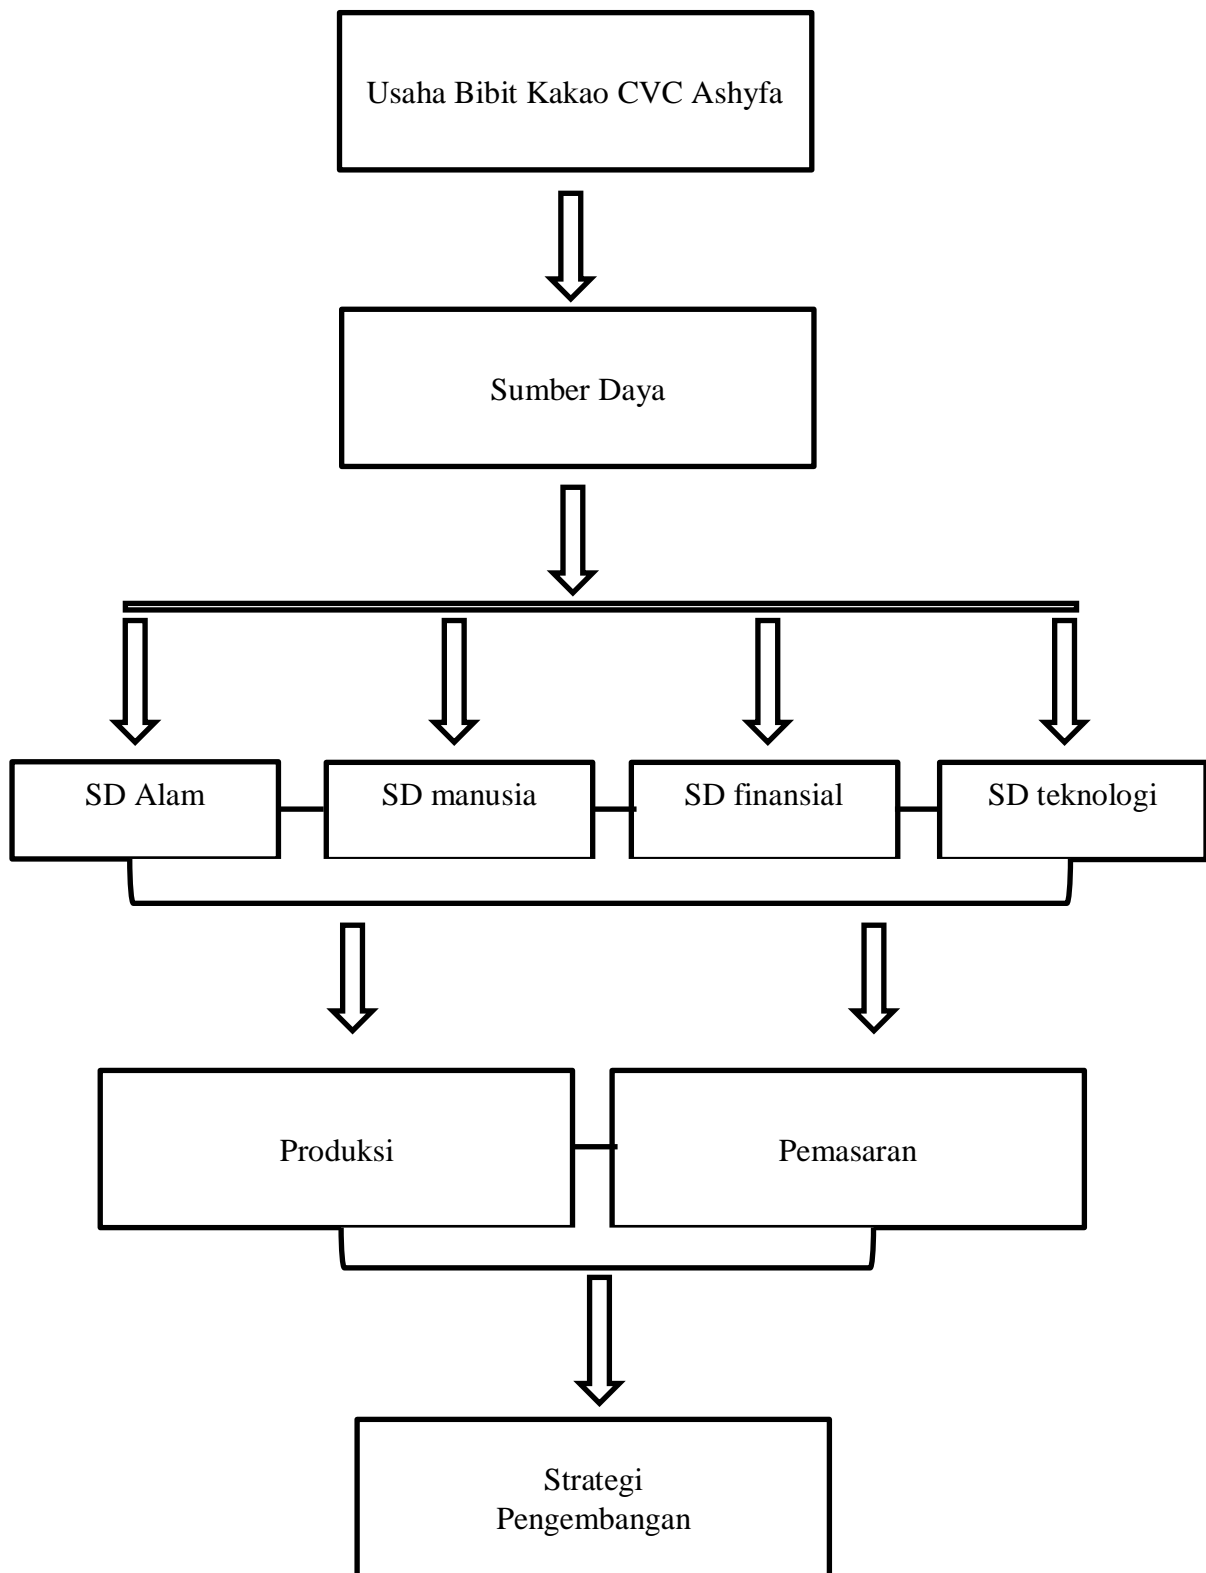 Usaha Bibit Kakao CVC Ashyfa
Sumber Daya
SD Alam
SD manusia
SD finansial
SD teknologi
Produksi
Pemasaran
Strategi
Pengembangan